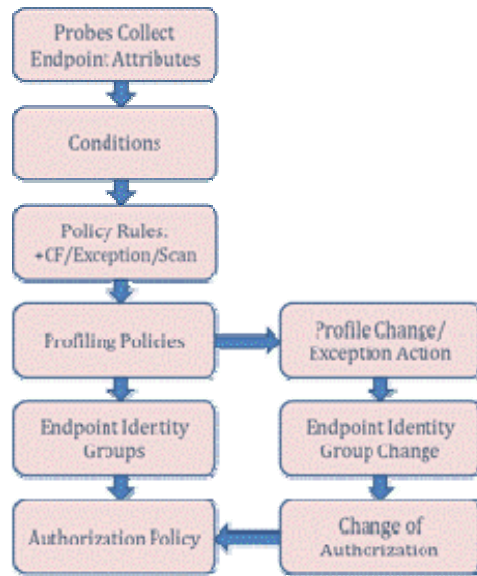 Probes Collect
Endpoint Attributes
Conditions
Policy Rules.
+CF/Exception/Scan
Profiling Policies
Profile Change/
Exception Action
Endpoint Identity
Groups
Endpoint Identity
Group Change
Authorization Policy
Change of
Authorization